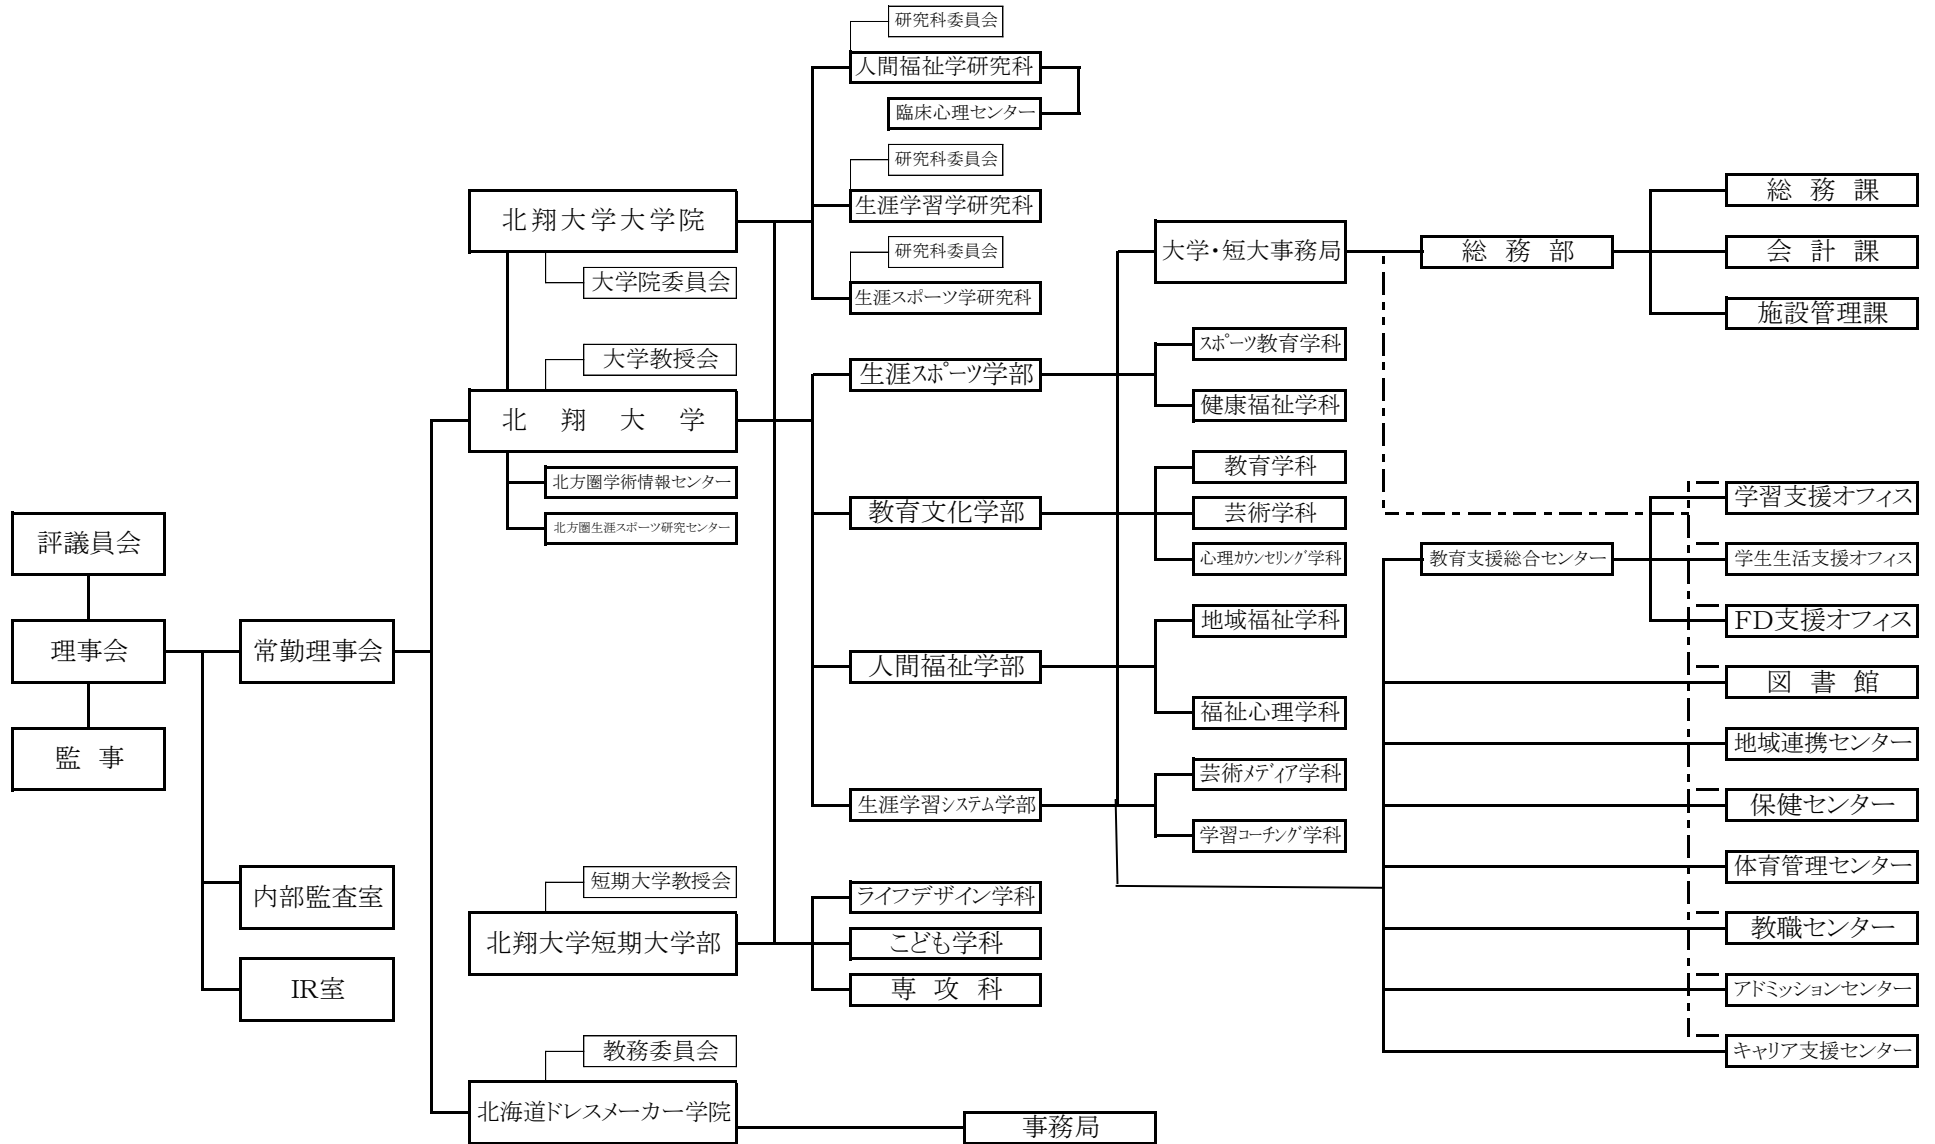 評議員会
理事会
監 事
常勤理事会
内部監査室
IR室
北翔大学大学院
大学院委員会
大学教授会
北 翔 大 学
北方圏学術情報センター
北方圏生涯スポーツ研究センター
短期大学教授会
北翔大学短期大学部
教務委員会
北海道ドレスメーカー学院
事務局
研究科委員会
人間福祉学研究科
臨床心理センター
研究科委員会
生涯学習学研究科
研究科委員会
生涯スポーツ学研究科
生涯スポーツ学部
教育文化学部
人間福祉学部
生涯学習システム学部
ライフデザイン学科
こども学科
専 攻 科
大学・短大事務局
スポーツ教育学科
健康福祉学科
教育学科
芸術学科
心理カウンセリング学科
地域福祉学科
福祉心理学科
芸術メディア学科
学習コーチング学科
総 務 部
教育支援総合センター
総 務 課
会 計 課
施設管理課
学習支援オフィス
学生生活支援オフィス
FD支援オフィス
図 書 館
地域連携センター
保健センター
体育管理センター
教職センター
アドミッションセンター
キャリア支援センター